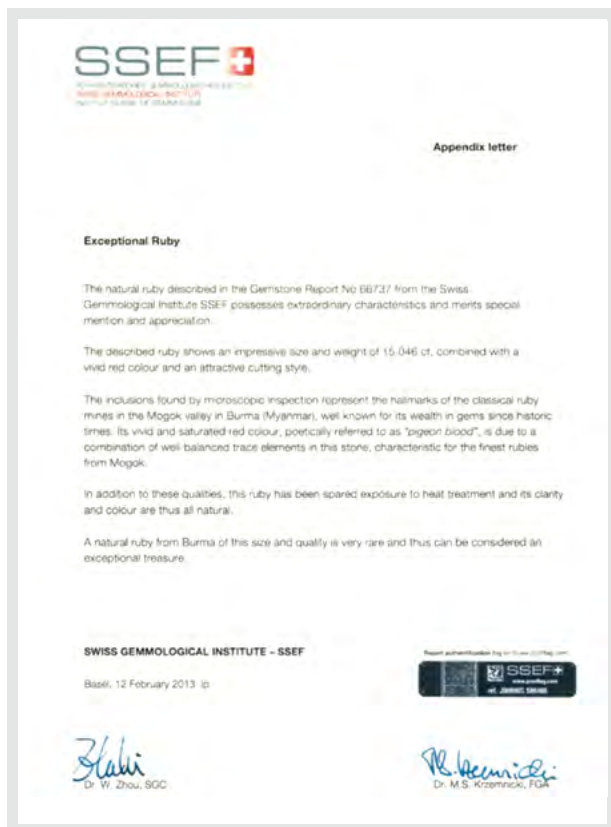 SSEF
SWISS GEMMOLOGICAL INSTITUTE
Appendix letter
Exceptional Ruby
The natural ruby described in the Gemstone Report No 66737 from the Swiss
Gemmological Institute SSEF possesses extraordinary characteristics and merits special
mention and appreciation.
The described ruby shows an impressive size and weight of 15.046 ct, combined with a
vivid red colour and an attractive cutting style.
The inclusions found by microscopic inspection represent the hallmarks of the classical ruby
mines in the Mogok valley in Burma (Myanmar), well known for its wealth in gems since historic
times. Its vivid and saturated red colour, poetically referred to as "pigeon blood", is due to a
combination of well balanced trace elements in this stone, characteristic for the finest rubies
from Mogok.
In addition to these qualities, this ruby has been spared exposure to heat treatment and its clarity
and colour are thus all natural.
A natural ruby from Burma of this size and quality is very rare and thus can be considered an
exceptional treasure.
SWISS GEMMOLOGICAL INSTITUTE – SSEF
Basel, 12 February 2013 ip
SSEF
Dr. W. Zhou, SGC
Dr. M.S. Krzemnicki, FGA